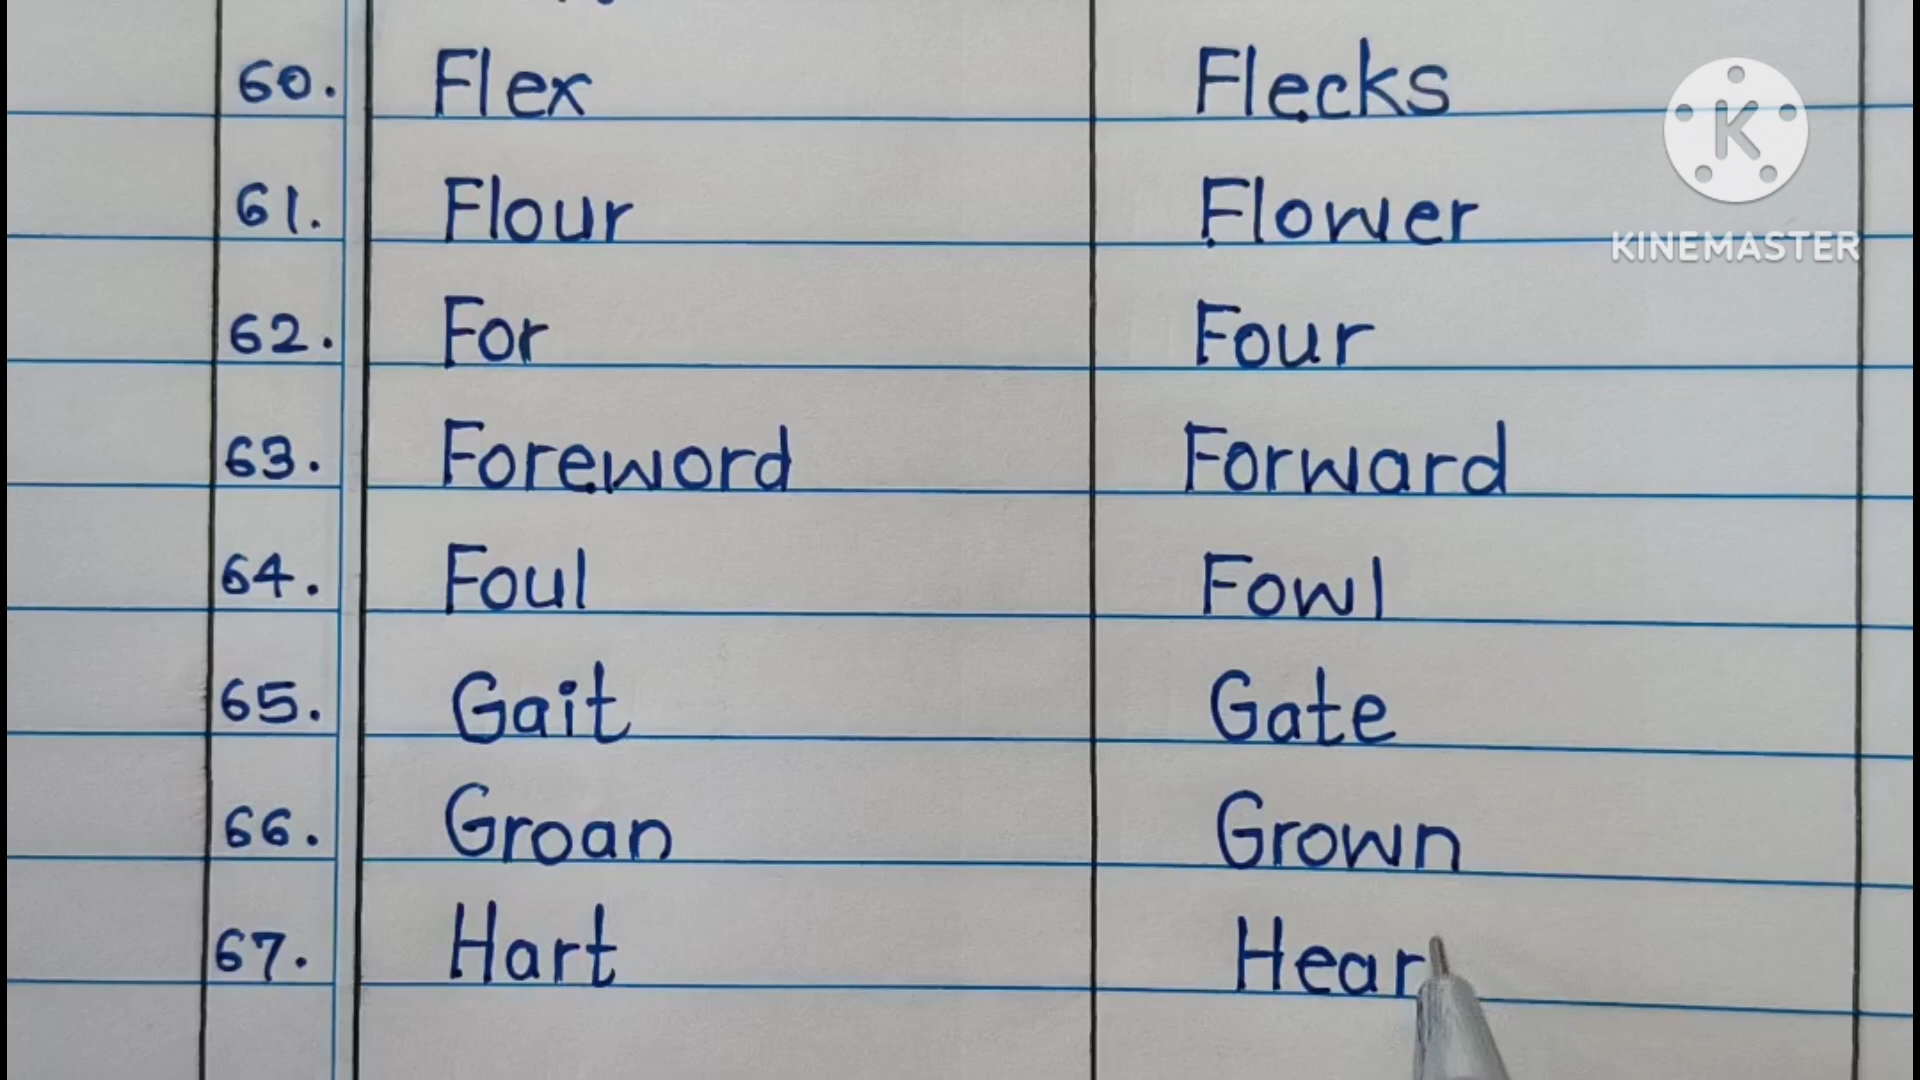 60. Flex Flecks
61. Flour Flower
62. For Four
63. Foreword Forward
64. Foul Fowl
65. Gait Gate
66. Groan Grown
67. Hart Hear
K
KINEMASTER